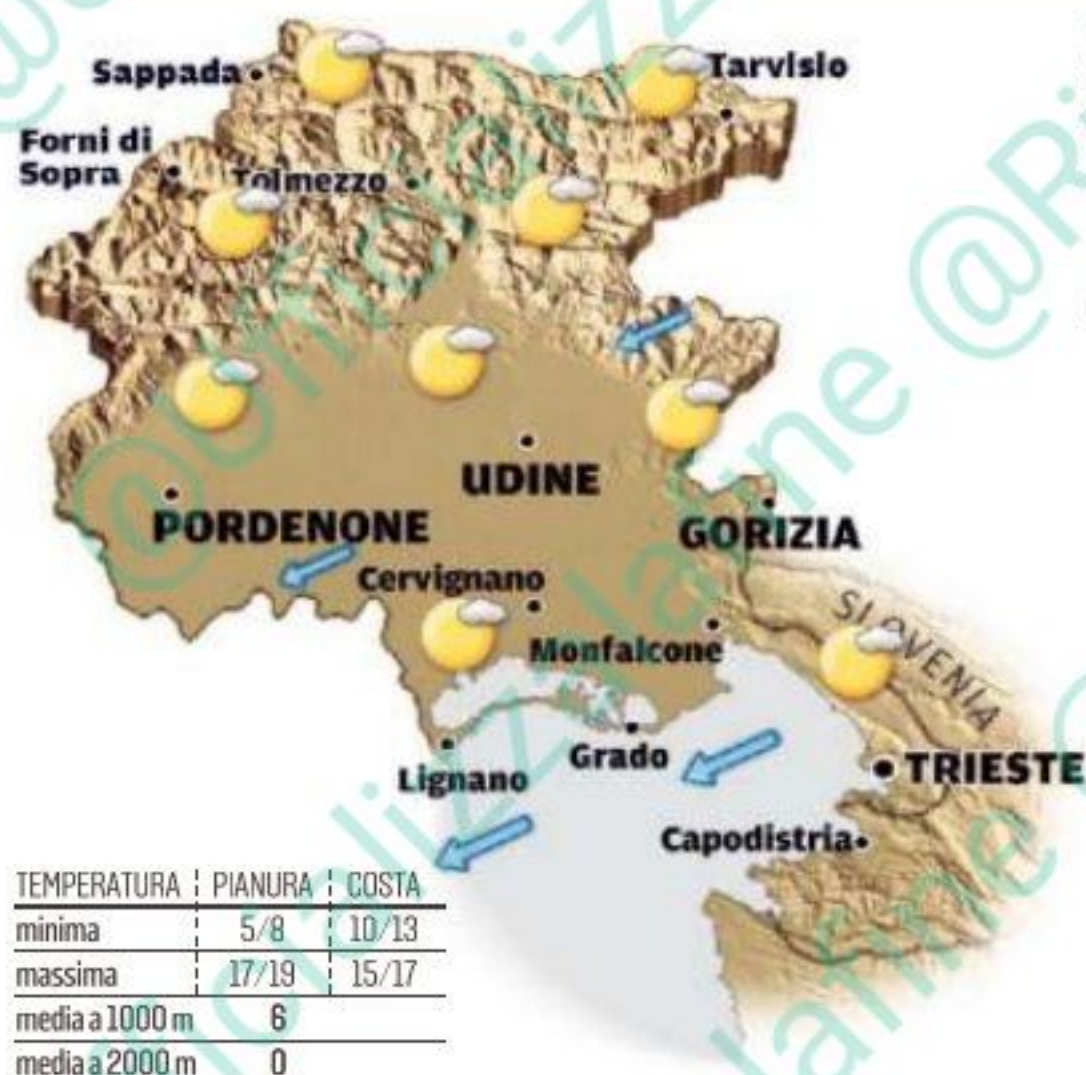 Sappada
Tarvisio
Forni di
Sopra
Tolmezzo
UDINE
PORDENONE
GORIZIA
Cervignano
SLOVENIA
Monfalcone
Grado
TRIESTE
Lignano
Capodistria
TEMPERATURA PIANURA COSTA
minima 5/8 10/13
massima 17/19 15/17
media a 1000 m 6
media a 2000 m 0